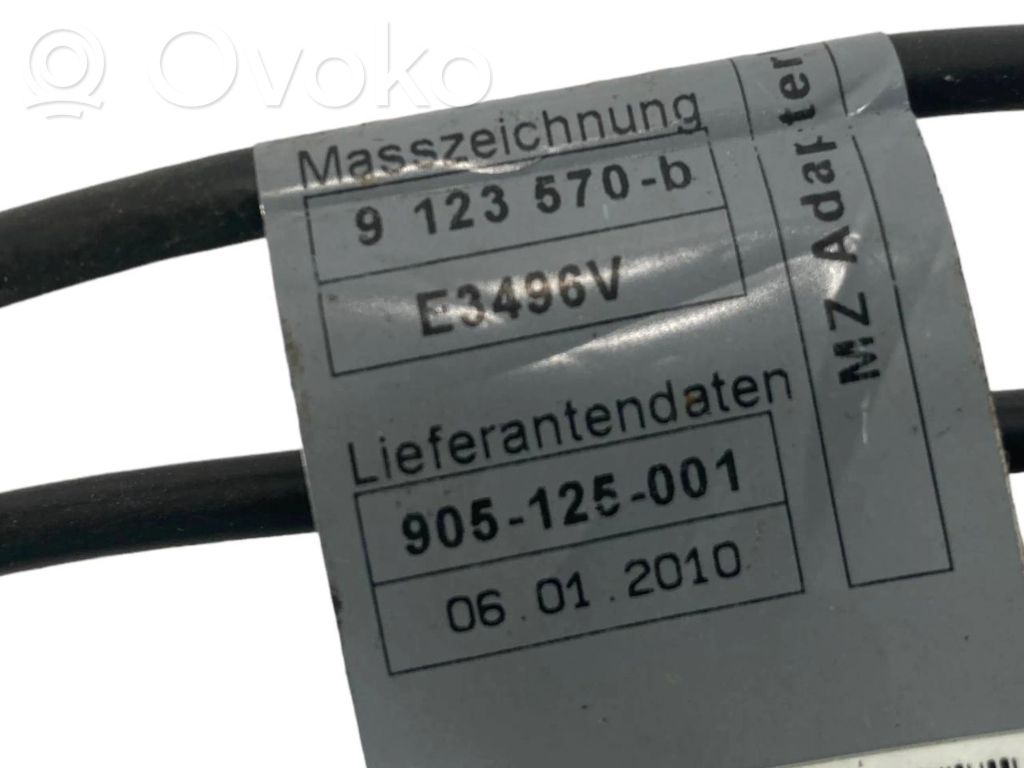 Ovoko
Masszeichnung
9 123 570-b
E3496V
Lieferantendaten
905-125-001
06.01.2010
MZ Adapter